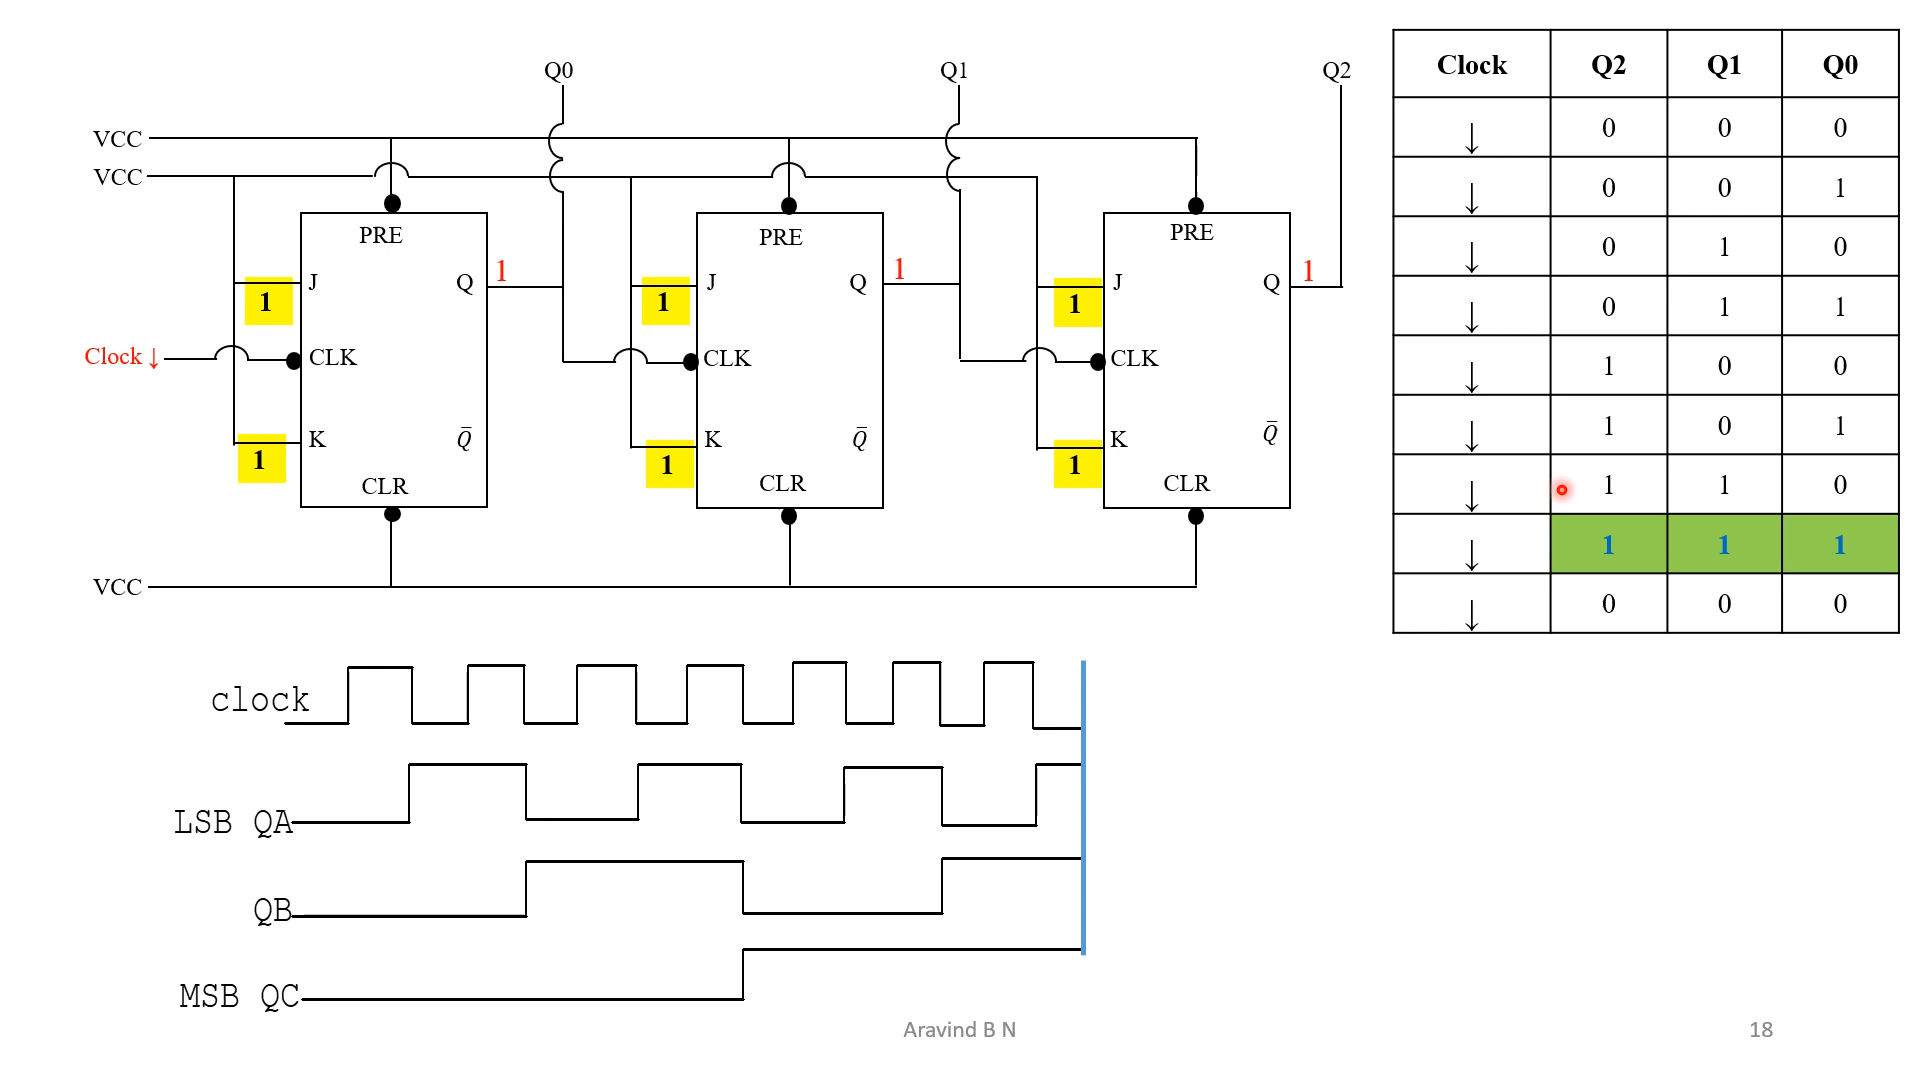 Q0 Q1 Q2
VCC
VCC
PRE PRE PRE
J Q 1 J Q 1 J Q 1
1 1 1
Clock ↓ CLK CLK CLK
K Q̅ K Q̅ K Q̅
1 1 1
CLR CLR CLR
VCC
Clock Q2 Q1 Q0
↓ 0 0 0
↓ 0 0 1
↓ 0 1 0
↓ 0 1 1
↓ 1 0 0
↓ 1 0 1
↓ 1 1 0
↓ 1 1 1
↓ 0 0 0
clock
LSB QA
QB
MSB QC
Aravind B N 18